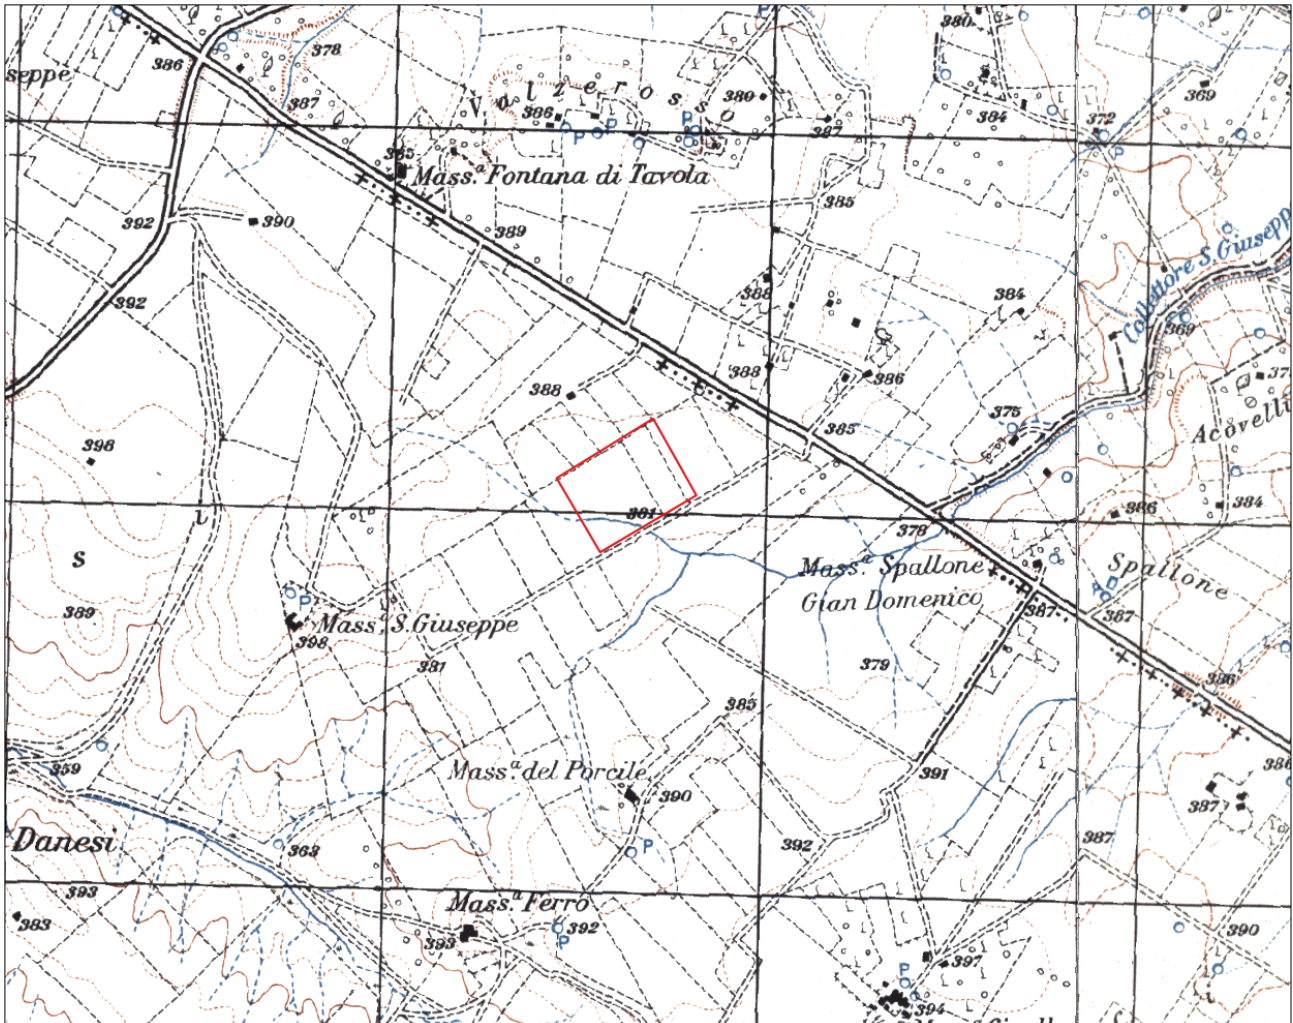 380
378
386
seppe
Valzerosso
369
387
386
380
387
384
372
P
P
P
P
385
Mass.ª Fontana di Tavola
385
392
390
389
Collettore S. Giusepp
392
388
384
369
388
386
388
375
385
Acovelli
398
381
384
386
i
378
s
Mass.ª Spallone
Gian Domenico
Spallone
P
P
389
Mass.ª S. Giuseppe
387
387
398
381
379
386
385
359
Mass.ª del Porcile
391
386
390
387
Danesi
363
P
392
387
393
Mass.ª Ferro
383
393
392
P
390
397
P
394